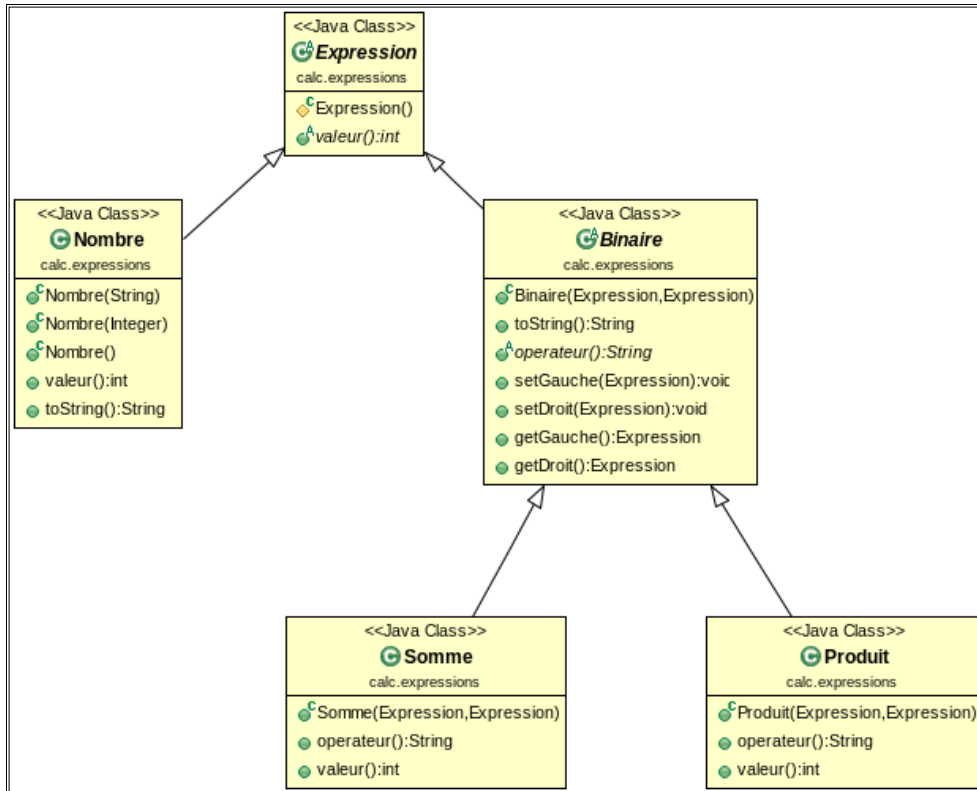 <<Java Class>>
Expression
calc.expressions
Expression()
valeur():int
<<Java Class>>
Nombre
calc.expressions
Nombre(String)
Nombre(Integer)
Nombre()
valeur():int
toString():String
<<Java Class>>
Binaire
calc.expressions
Binaire(Expression,Expression)
toString():String
operateur():String
setGauche(Expression):void
setDroit(Expression):void
getGauche():Expression
getDroit():Expression
<<Java Class>>
Somme
calc.expressions
Somme(Expression,Expression)
operateur():String
valeur():int
<<Java Class>>
Produit
calc.expressions
Produit(Expression,Expression)
operateur():String
valeur():int